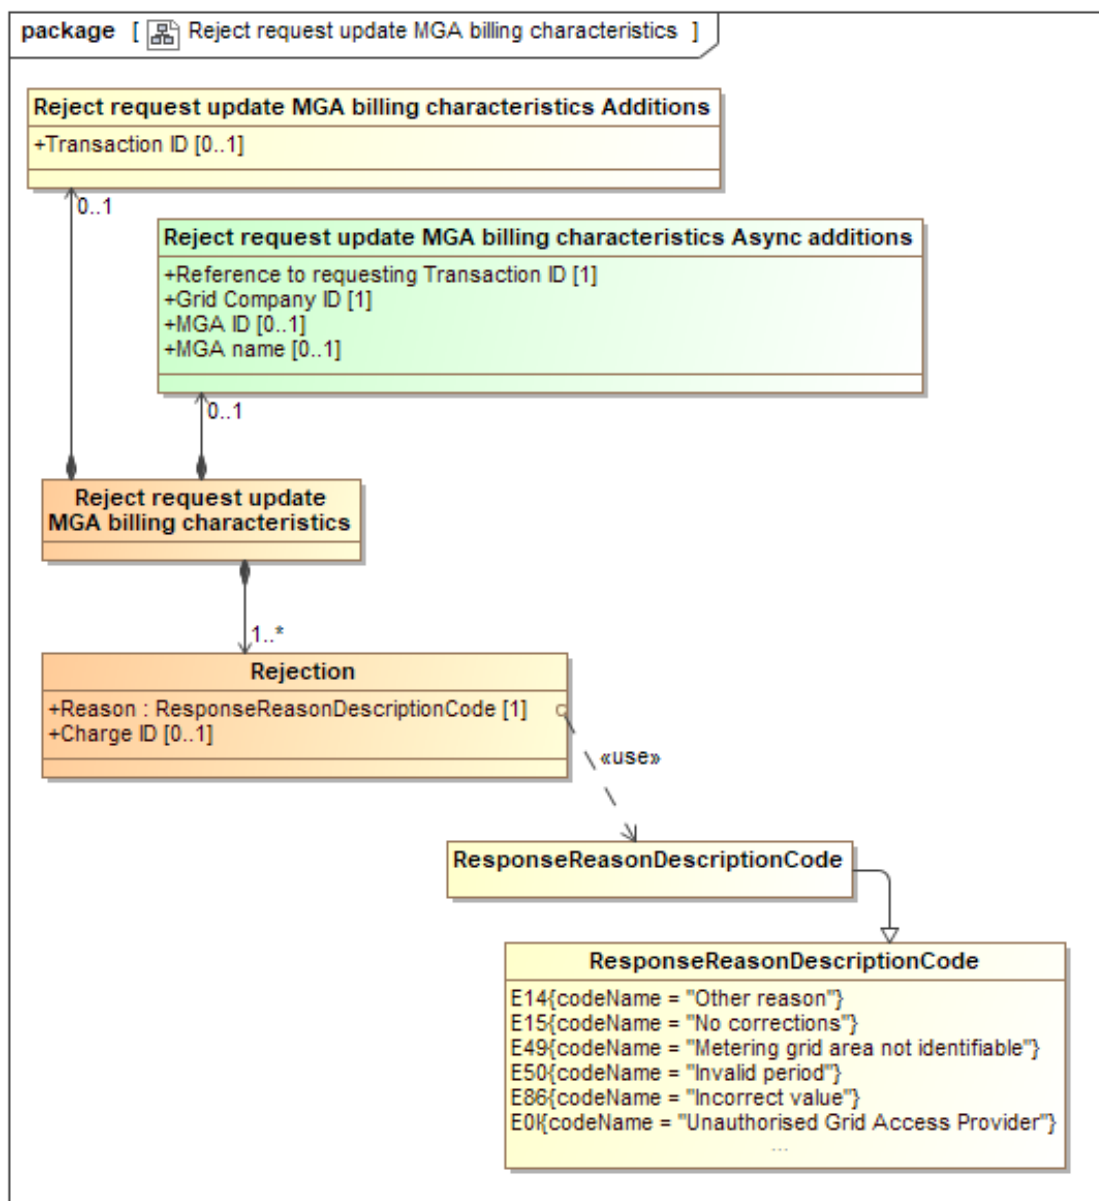 package [ Reject request update MGA billing characteristics ]
Reject request update MGA billing characteristics Additions
+Transaction ID [0..1]
0..1
Reject request update MGA billing characteristics Async additions
+Reference to requesting Transaction ID [1]
+Grid Company ID [1]
+MGA ID [0..1]
+MGA name [0..1]
0..1
Reject request update
MGA billing characteristics
1..*
Rejection
+Reason : ResponseReasonDescriptionCode [1]
+Charge ID [0..1]
«use»
ResponseReasonDescriptionCode
ResponseReasonDescriptionCode
E14{codeName = "Other reason"}
E15{codeName = "No corrections"}
E49{codeName = "Metering grid area not identifiable"}
E50{codeName = "Invalid period"}
E86{codeName = "Incorrect value"}
E0I{codeName = "Unauthorised Grid Access Provider"}
...